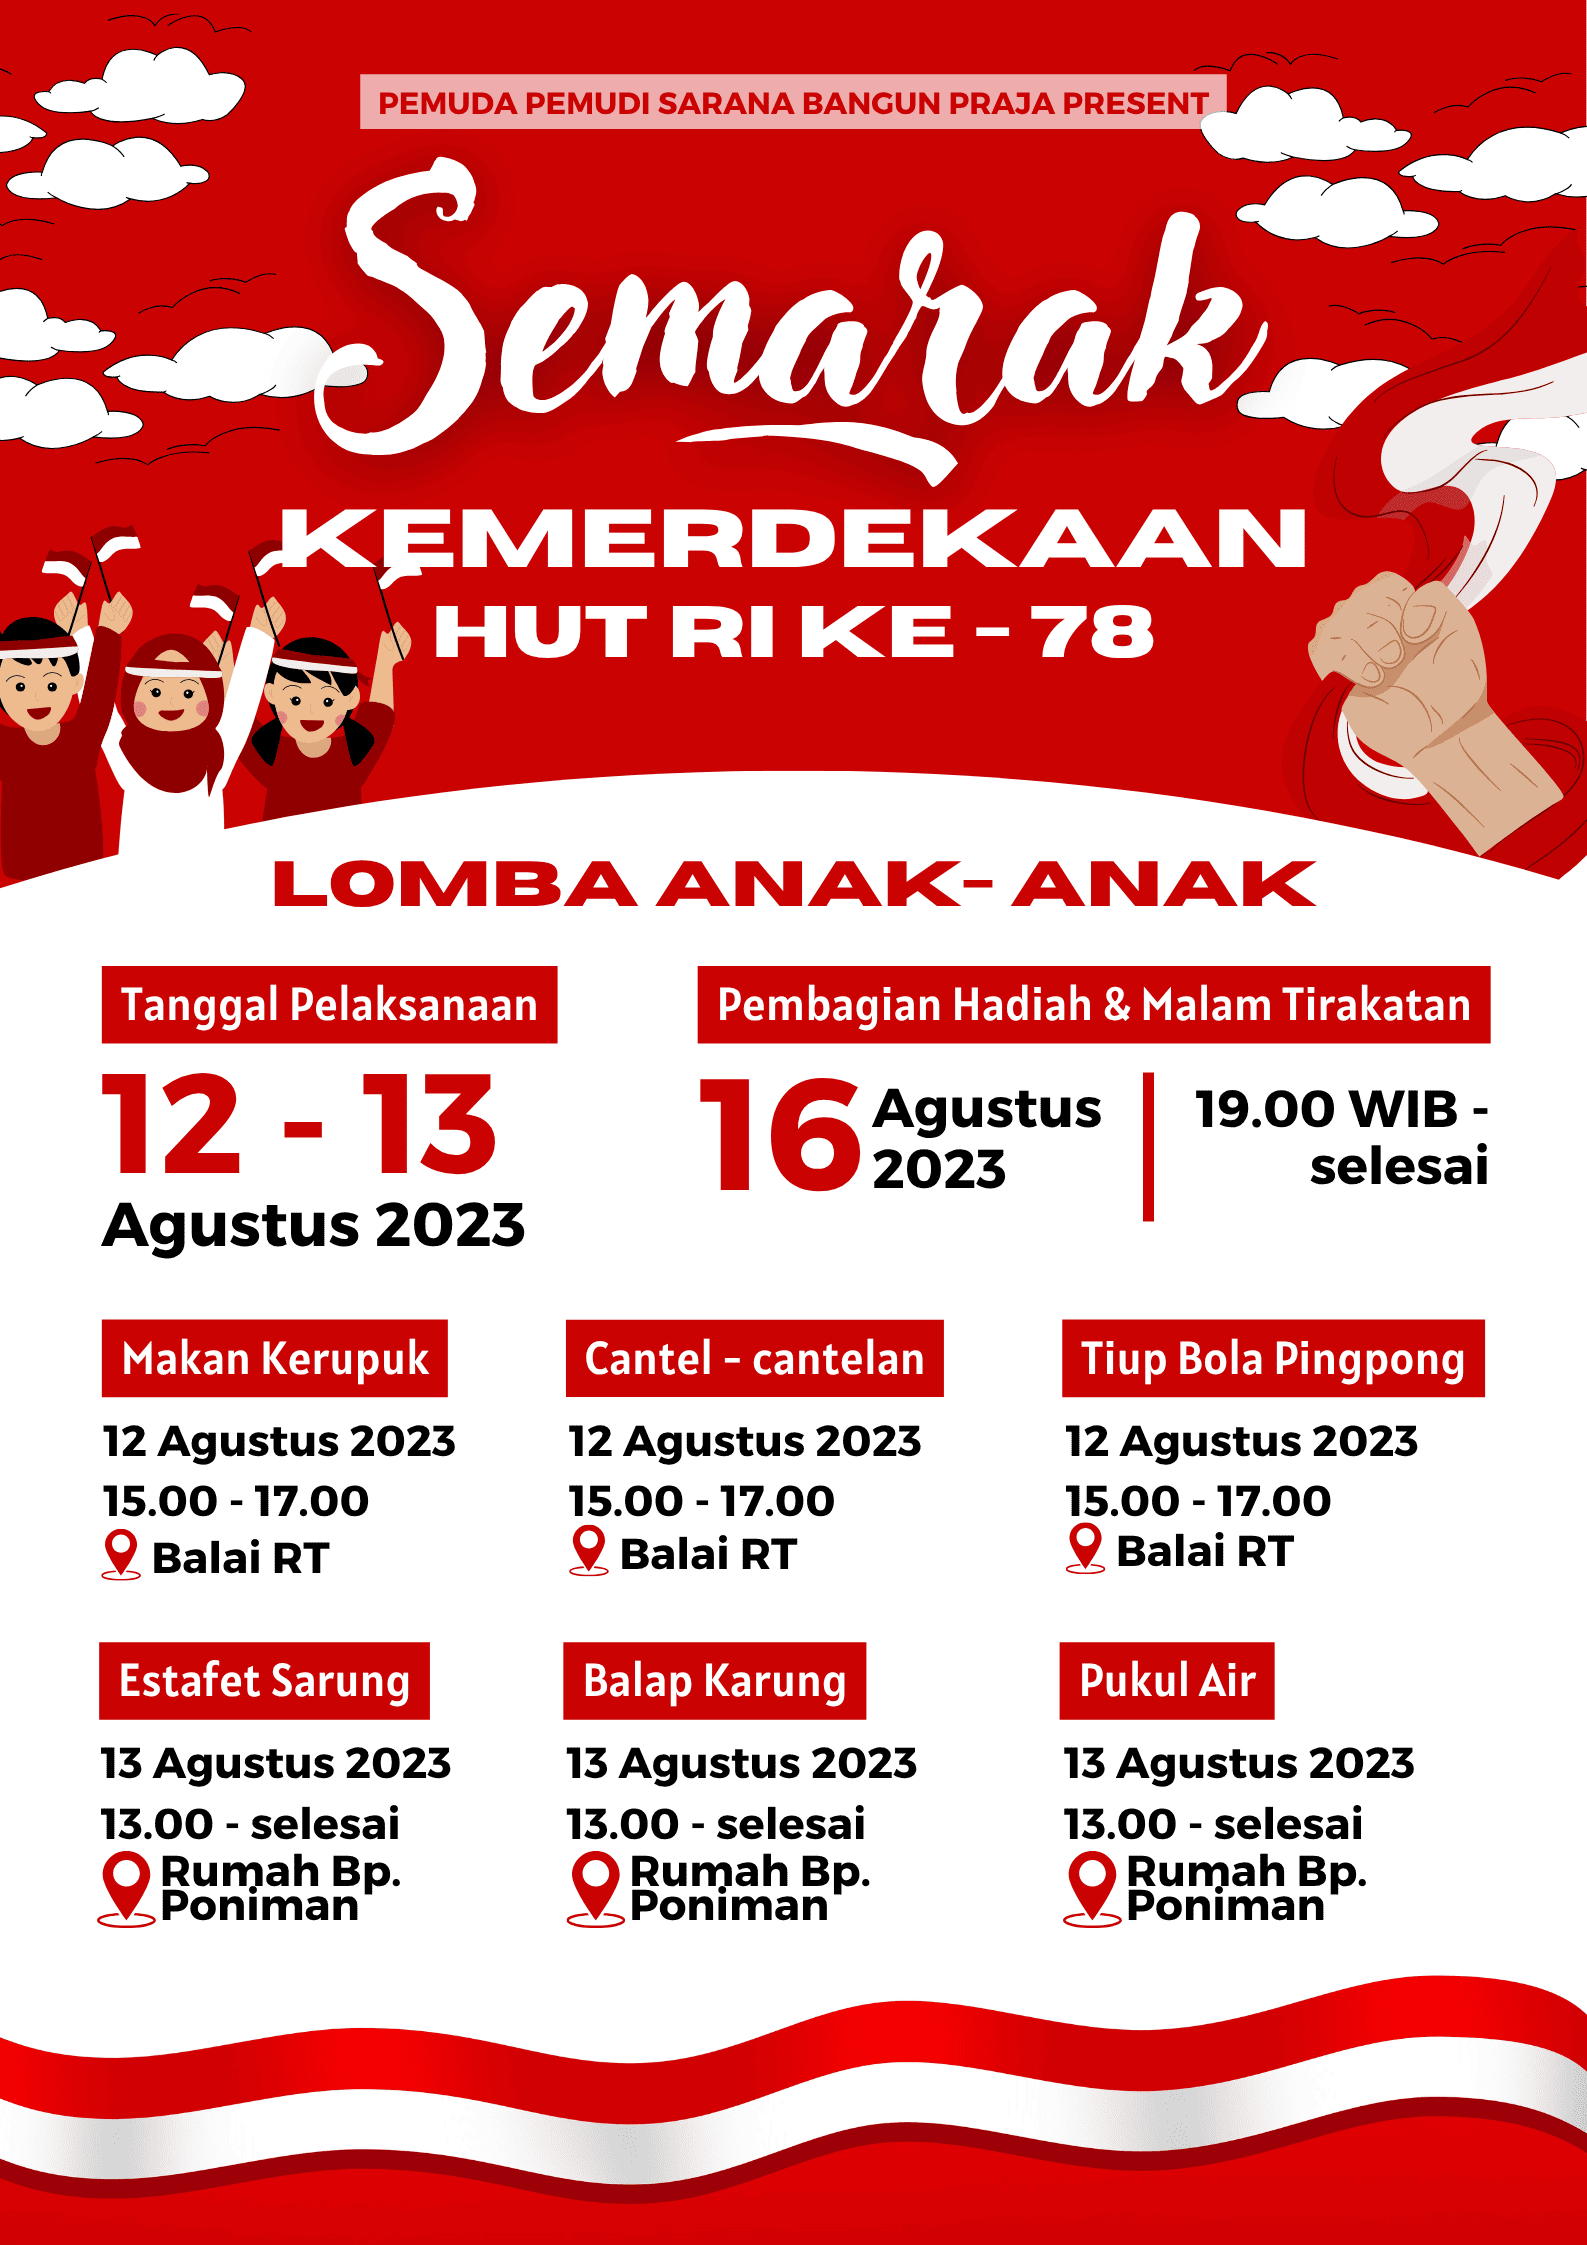 PEMUDA PEMUDI SARANA BANGUN PRAJA PRESENT
Semarak
KEMERDEKAAN
HUT RI KE - 78
LOMBA ANAK- ANAK
Tanggal Pelaksanaan
12 - 13
Agustus 2023
Pembagian Hadiah & Malam Tirakatan
16 Agustus
2023
19.00 WIB -
selesai
Makan Kerupuk
12 Agustus 2023
15.00 - 17.00
Balai RT
Cantel - cantelan
12 Agustus 2023
15.00 - 17.00
Balai RT
Tiup Bola Pingpong
12 Agustus 2023
15.00 - 17.00
Balai RT
Estafet Sarung
13 Agustus 2023
13.00 - selesai
Rumah Bp.
Poniman
Balap Karung
13 Agustus 2023
13.00 - selesai
Rumah Bp.
Poniman
Pukul Air
13 Agustus 2023
13.00 - selesai
Rumah Bp.
Poniman